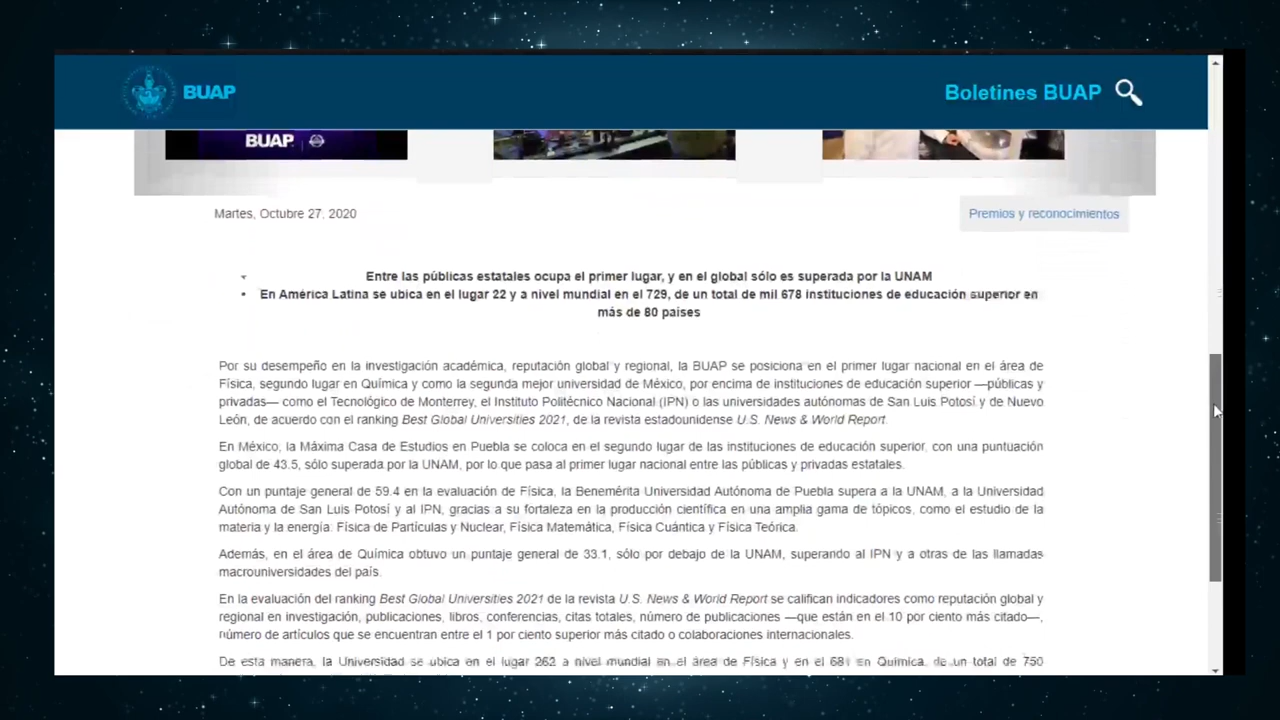 BUAP
Boletines BUAP
BUAP
Martes, Octubre 27, 2020
Premios y reconocimientos
Entre las públicas estatales ocupa el primer lugar, y en el global sólo es superada por la UNAM
• En América Latina se ubica en el lugar 22 y a nivel mundial en el 729, de un total de mil 678 instituciones de educación superior en
más de 80 países
Por su desempeño en la investigación académica, reputación global y regional, la BUAP se posiciona en el primer lugar nacional en el área de
Física, segundo lugar en Química y como la segunda mejor universidad de México, por encima de instituciones de educación superior —públicas y
privadas— como el Tecnológico de Monterrey, el Instituto Politécnico Nacional (IPN) o las universidades autónomas de San Luis Potosí y de Nuevo
León, de acuerdo con el ranking Best Global Universities 2021, de la revista estadounidense U.S. News & World Report.
En México, la Máxima Casa de Estudios en Puebla se coloca en el segundo lugar de las instituciones de educación superior, con una puntuación
global de 43.5, sólo superada por la UNAM, por lo que pasa al primer lugar nacional entre las públicas y privadas estatales.
Con un puntaje general de 59.4 en la evaluación de Física, la Benemérita Universidad Autónoma de Puebla supera a la UNAM, a la Universidad
Autónoma de San Luis Potosí y al IPN, gracias a su fortaleza en la producción científica en una amplia gama de tópicos, como el estudio de la
materia y la energía: Física de Partículas y Nuclear, Física Matemática, Física Cuántica y Física Teórica.
Además, en el área de Química obtuvo un puntaje general de 33.1, sólo por debajo de la UNAM, superando al IPN y a otras de las llamadas
macrouniversidades del país.
En la evaluación del ranking Best Global Universities 2021 de la revista U.S. News & World Report se califican indicadores como reputación global y
regional en investigación, publicaciones, libros, conferencias, citas totales, número de publicaciones —que están en el 10 por ciento más citado—,
número de artículos que se encuentran entre el 1 por ciento superior más citado o colaboraciones internacionales.
De esta manera, la Universidad se ubica en el lugar 262 a nivel mundial en el área de Física y en el 681 en Química, de un total de 750